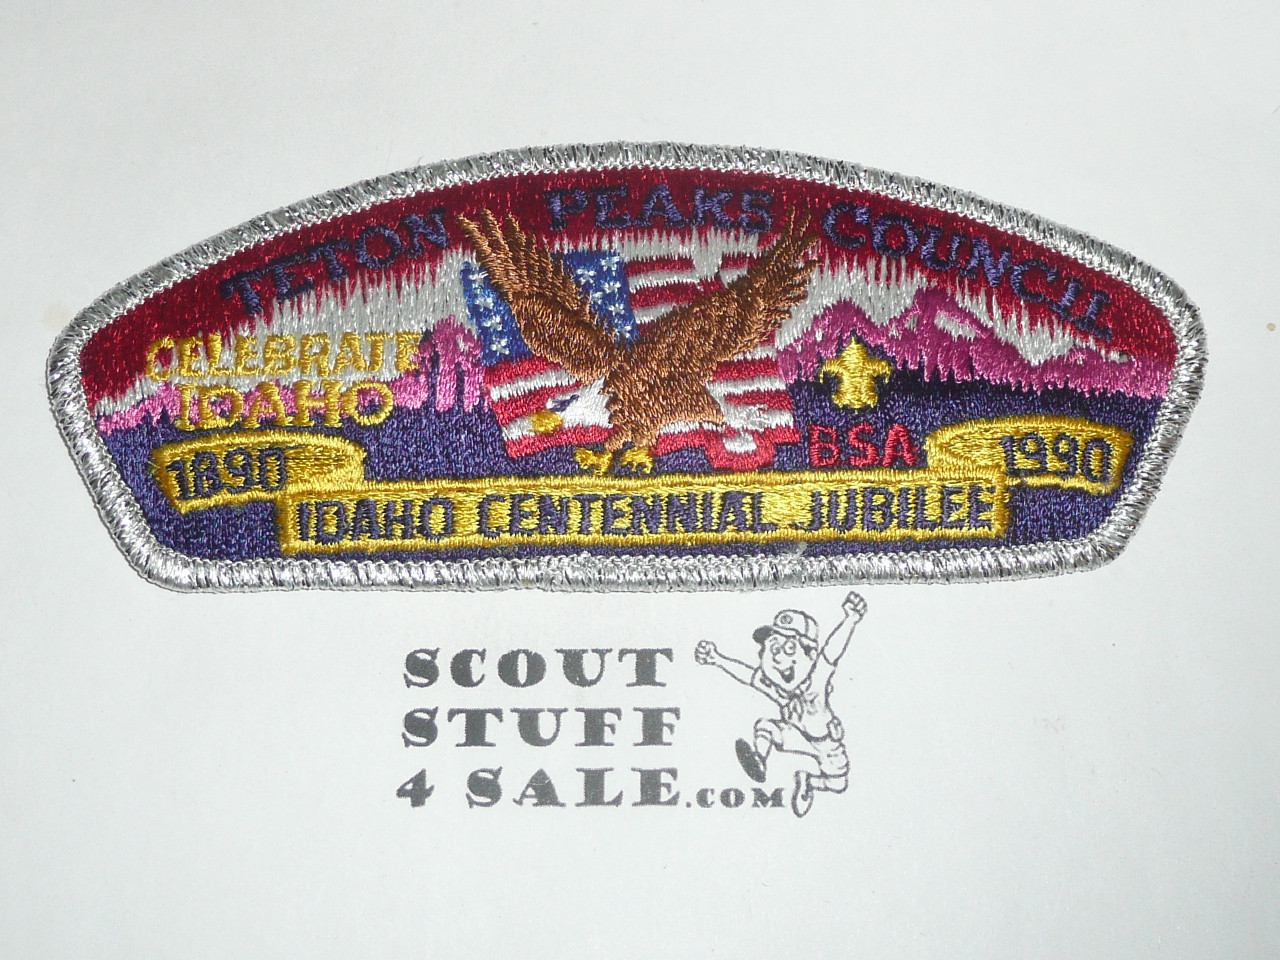 TETON PEAKS COUNCIL
CELEBRATE
IDAHO
1890
1990
BSA
IDAHO CENTENNIAL JUBILEE
SCOUT
STUFF
4 SALE.COM